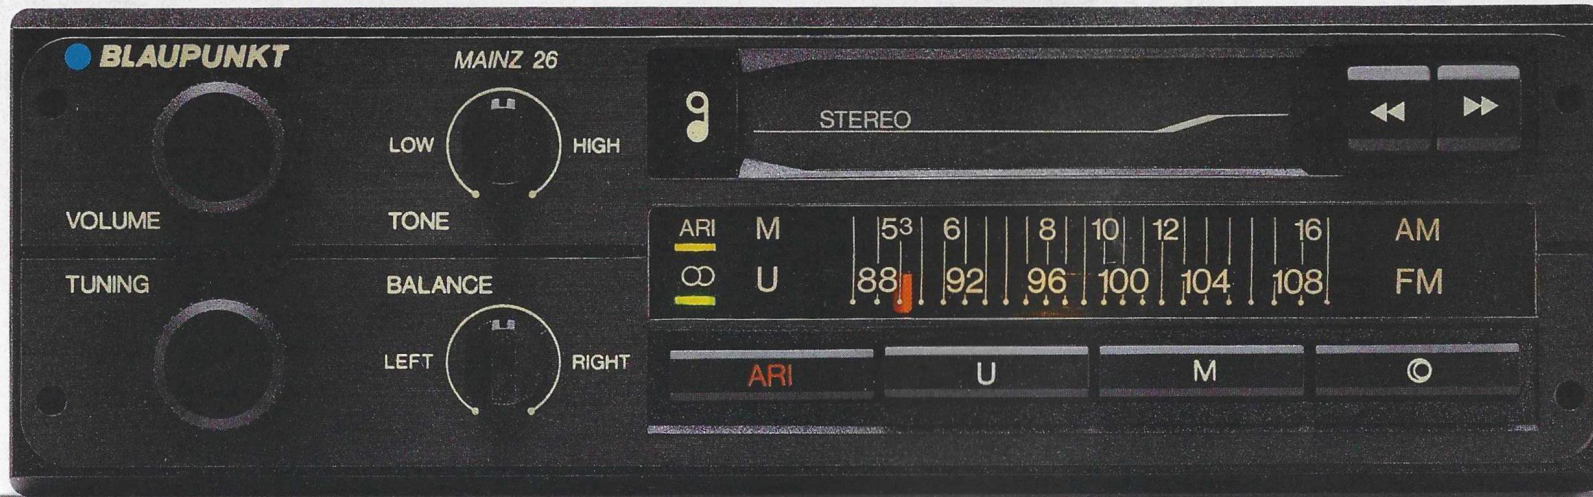 BLAUPUNKT
MAINZ 26
LOW HIGH
VOLUME
TONE
TUNING
BALANCE
LEFT RIGHT
STEREO
ARI M 53 6 8 10 12 16 AM
U 88 92 96 100 104 108 FM
ARI U M